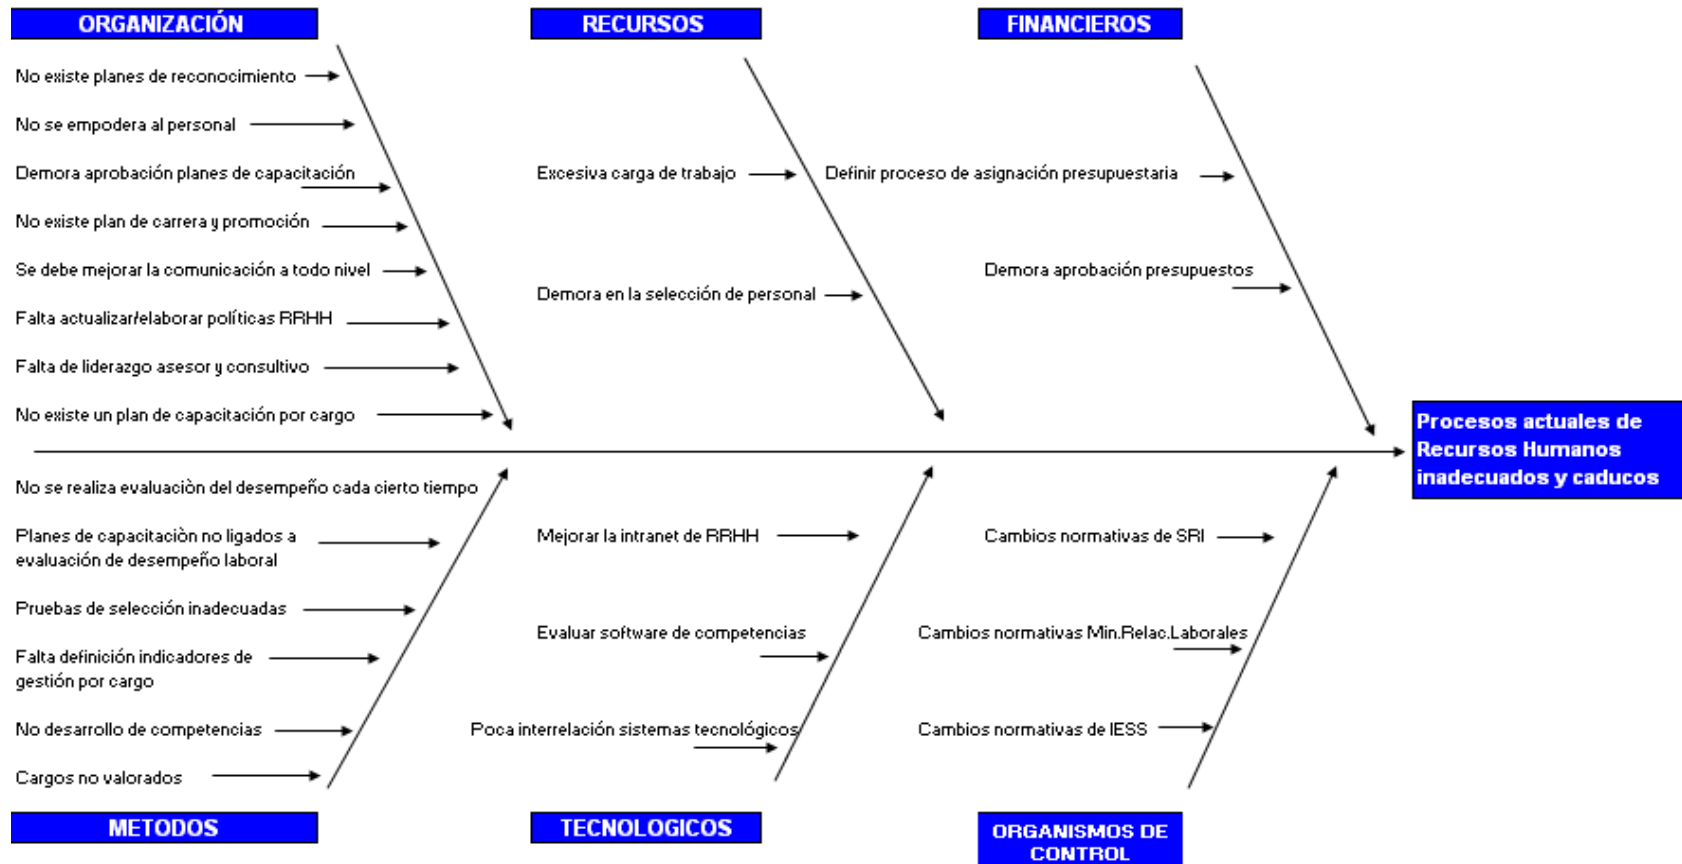 ORGANIZACIÓN
No existe planes de reconocimiento
No se empodera al personal
Demora aprobación planes de capacitación
No existe plan de carrera y promoción
Se debe mejorar la comunicación a todo nivel
Falta actualizar/elaborar políticas RRHH
Falta de liderazgo asesor y consultivo
No existe un plan de capacitación por cargo
RECURSOS
Excesiva carga de trabajo
Demora en la selección de personal
FINANCIEROS
Definir proceso de asignación presupuestaria
Demora aprobación presupuestos
Procesos actuales de
Recursos Humanos
inadecuados y caducos
No se realiza evaluaciòn del desempeño cada cierto tiempo
Planes de capacitaciòn no ligados a
evaluación de desempeño laboral
Pruebas de selección inadecuadas
Falta definición indicadores de
gestión por cargo
No desarrollo de competencias
Cargos no valorados
METODOS
Mejorar la intranet de RRHH
Evaluar software de competencias
Poca interrelación sistemas tecnológicos
TECNOLOGICOS
Cambios normativas de SRI
Cambios normativas Min.Relac.Laborales
Cambios normativas de IESS
ORGANISMOS DE
CONTROL